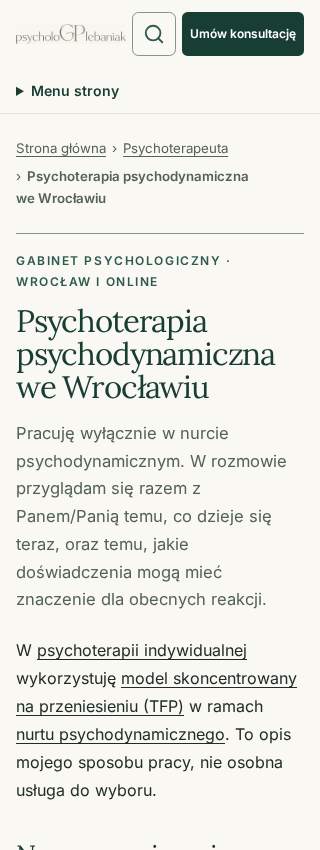 psycholoGPlebaniak
Umów konsultację
▶ Menu strony
Strona główna › Psychoterapeuta
› Psychoterapia psychodynamiczna
we Wrocławiu
GABINET PSYCHOLOGICZNY ·
WROCŁAW I ONLINE
Psychoterapia
psychodynamiczna
we Wrocławiu
Pracuję wyłącznie w nurcie
psychodynamicznym. W rozmowie
przyglądam się razem z
Panem/Panią temu, co dzieje się
teraz, oraz temu, jakie
doświadczenia mogą mieć
znaczenie dla obecnych reakcji.
W psychoterapii indywidualnej
wykorzystuję model skoncentrowany
na przeniesieniu (TFP) w ramach
nurtu psychodynamicznego. To opis
mojego sposobu pracy, nie osobna
usługa do wyboru.